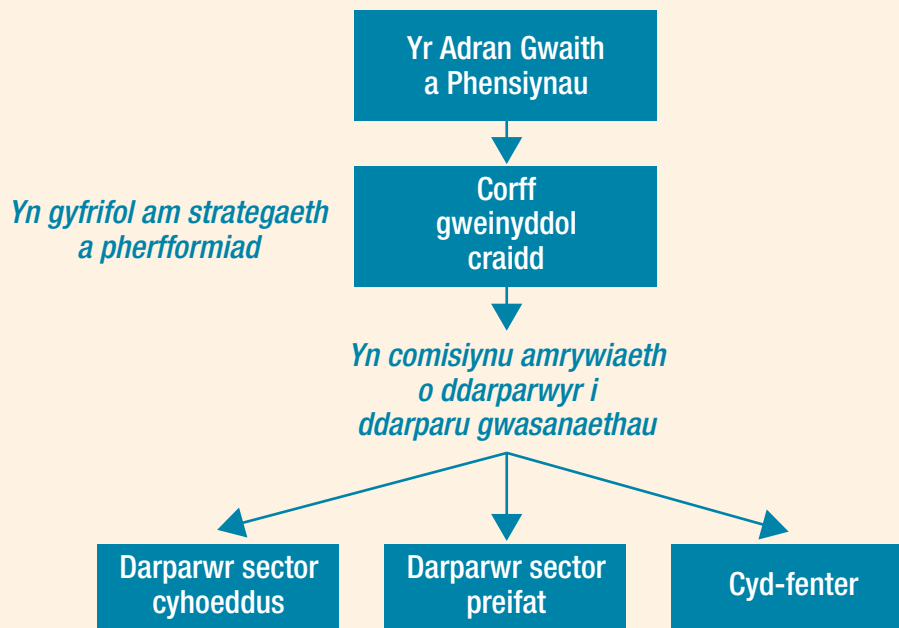 Yr Adran Gwaith
a Phensiynau
Yn gyfrifol am strategaeth
a pherfformiad
Corff
gweinyddol
craidd
Yn comisiynu amrywiaeth
o ddarparwyr i
ddarparu gwasanaethau
Darparwr sector
cyhoeddus
Darparwr sector
preifat
Cyd-fenter